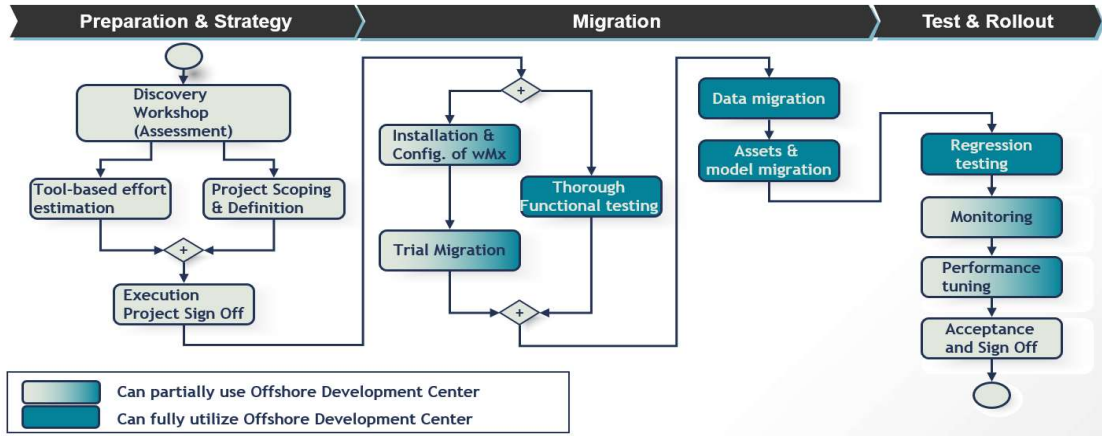 Preparation & Strategy
Migration
Test & Rollout
Discovery
Workshop
(Assessment)
Tool-based effort
estimation
Project Scoping
& Definition
+
Execution
Project Sign Off
+
Installation &
Config. of wMx
Thorough
Functional testing
Trial Migration
+
Data migration
Assets &
model migration
Regression
testing
Monitoring
Performance
tuning
Acceptance
and Sign Off
Can partially use Offshore Development Center
Can fully utilize Offshore Development Center